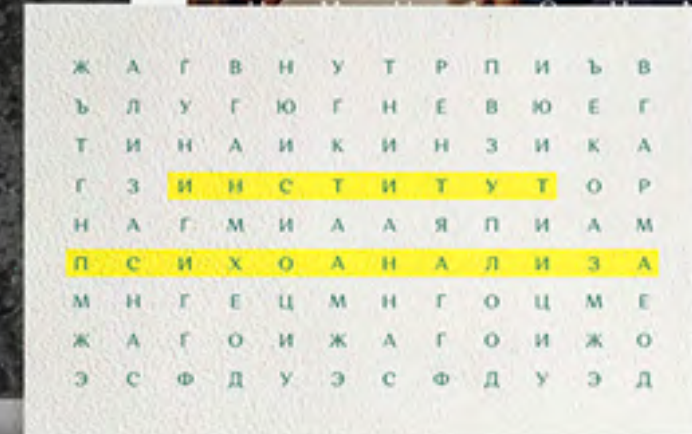 Ж А Г В Н У Т Р П И Ъ В
Ъ Л У Г Ю Г Н Е В Ю Е Г
Т И Н А И К И Н З И К А
Г З И Н С Т И Т У Т О Р
Н А Г М И А А Я П И А М
П С И Х О А Н А Л И З А
М Н Г Е Ц М Н Г О Ц М Е
Ж А Г О И Ж А Г О И Ж О
Э С Ф Д У Э С Ф Д У Э Д